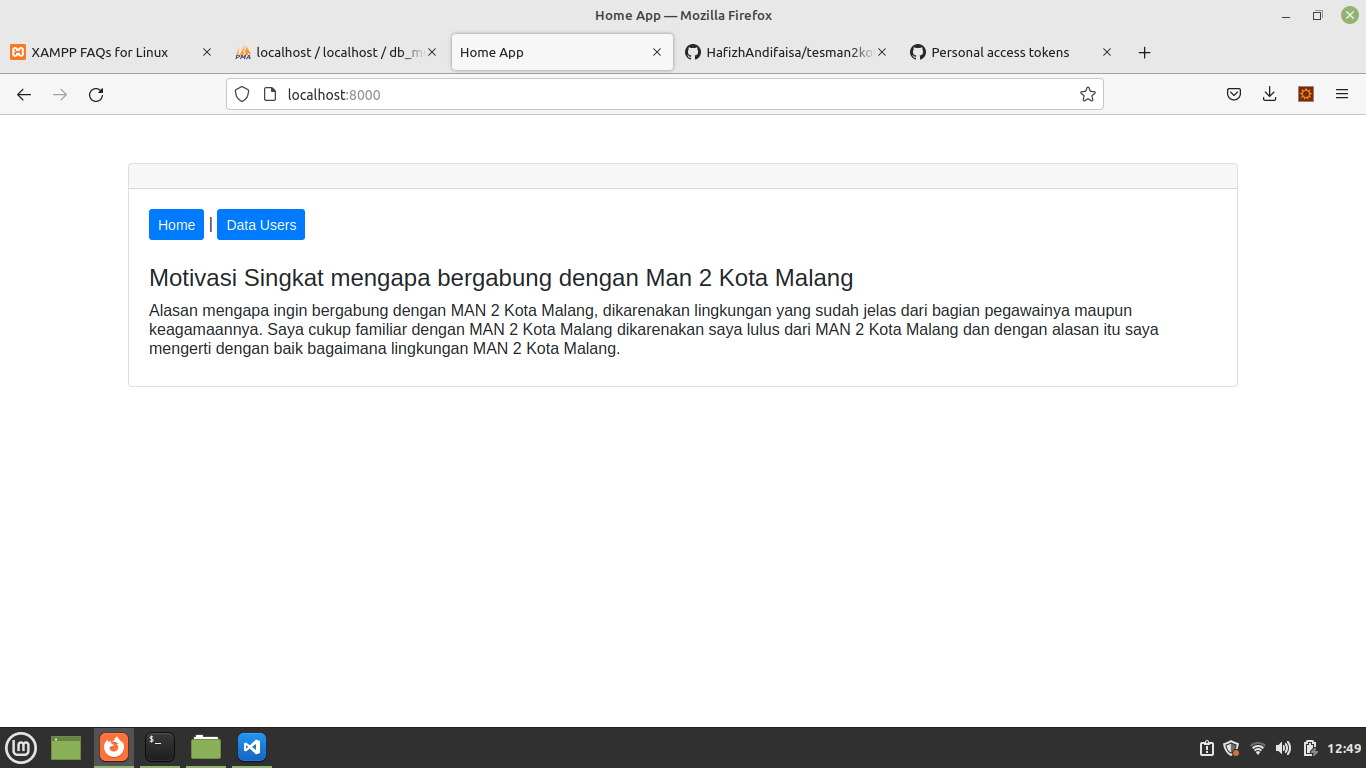 Home App — Mozilla Firefox
XAMPP FAQs for Linux
localhost / localhost / db_m
Home App
HafizhAndifaisa/tesman2ko
Personal access tokens
localhost:8000
Home | Data Users
Motivasi Singkat mengapa bergabung dengan Man 2 Kota Malang
Alasan mengapa ingin bergabung dengan MAN 2 Kota Malang, dikarenakan lingkungan yang sudah jelas dari bagian pegawainya maupun
keagamaannya. Saya cukup familiar dengan MAN 2 Kota Malang dikarenakan saya lulus dari MAN 2 Kota Malang dan dengan alasan itu saya
mengerti dengan baik bagaimana lingkungan MAN 2 Kota Malang.
12:49